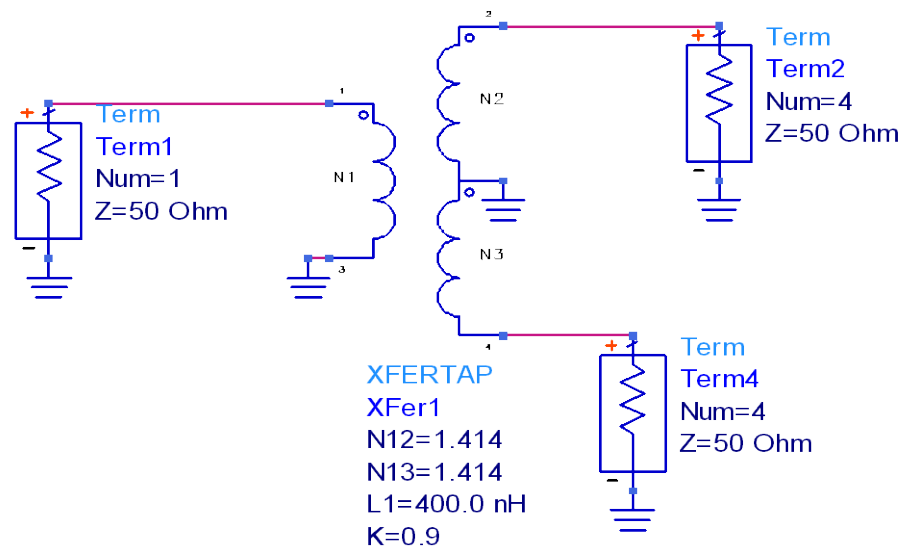 2
+
Term
Term2
Num=4
Z=50 Ohm
-
1
N2
+
Term
Term1
Num=1
Z=50 Ohm
-
N1
3
N3
4
+
Term
Term4
Num=4
Z=50 Ohm
-
XFERTAP
XFer1
N12=1.414
N13=1.414
L1=400.0 nH
K=0.9